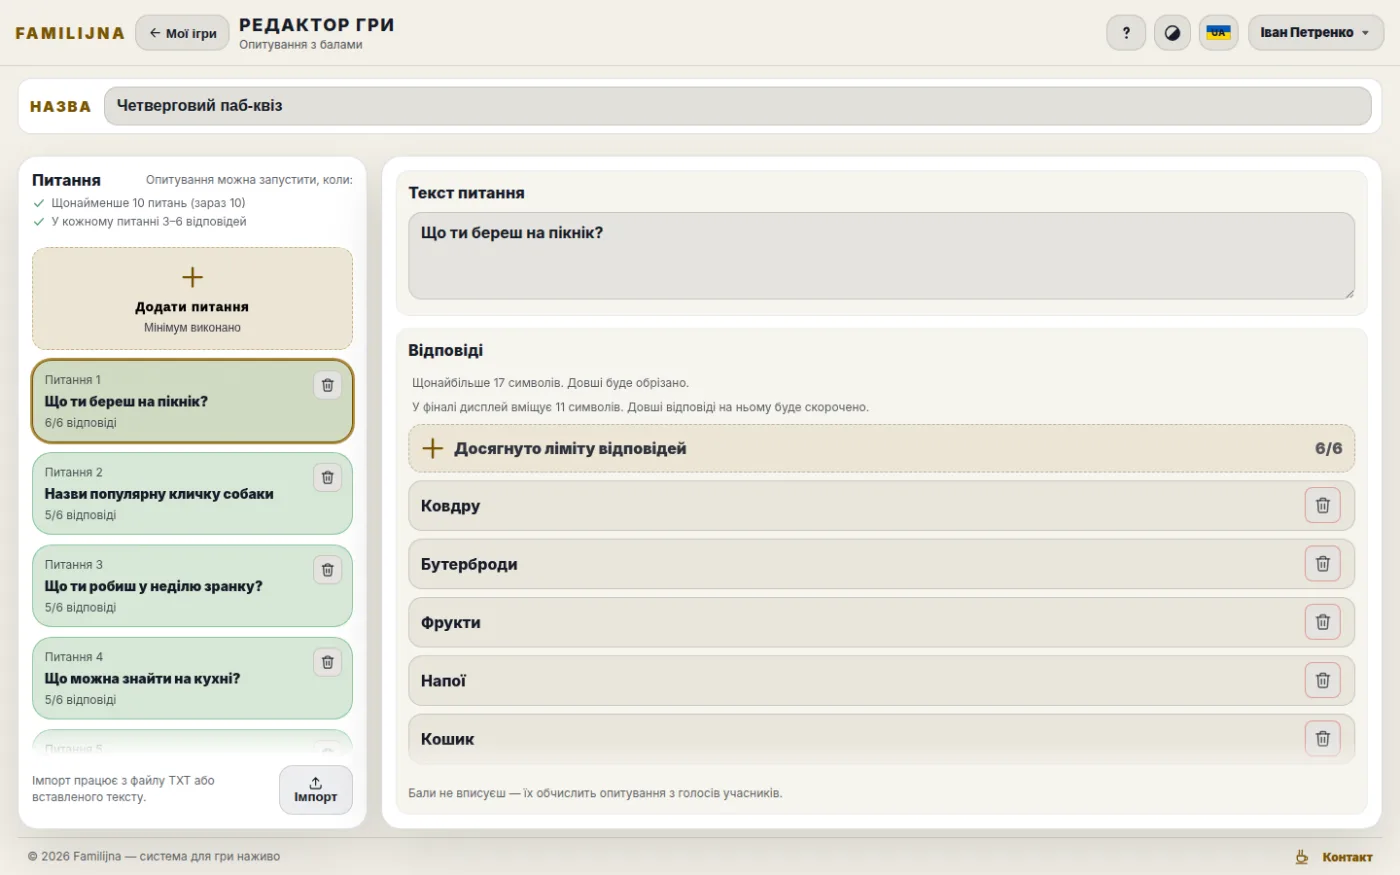 FAMILIJNA
← Мої ігри
РЕДАКТОР ГРИ
Опитування з балами
?
UA
Іван Петренко
НАЗВА
Четверговий паб-квіз
Питання
Опитування можна запустити, коли:
Щонайменше 10 питань (зараз 10)
У кожному питанні 3–6 відповідей
Додати питання
Мінімум виконано
Питання 1
Що ти береш на пікнік?
6/6 відповіді
Питання 2
Назви популярну кличку собаки
5/6 відповіді
Питання 3
Що ти робиш у неділю зранку?
5/6 відповіді
Питання 4
Що можна знайти на кухні?
5/6 відповіді
Питання 5
Імпорт працює з файлу TXT або
вставленого тексту.
Імпорт
Текст питання
Що ти береш на пікнік?
Відповіді
Щонайбільше 17 символів. Довші буде обрізано.
У фіналі дисплей вміщує 11 символів. Довші відповіді на ньому буде скорочено.
Досягнуто ліміту відповідей
6/6
Ковдру
Бутерброди
Фрукти
Напої
Кошик
Бали не вписуєш — їх обчислить опитування з голосів учасників.
© 2026 Familijna — система для гри наживо
Контакт